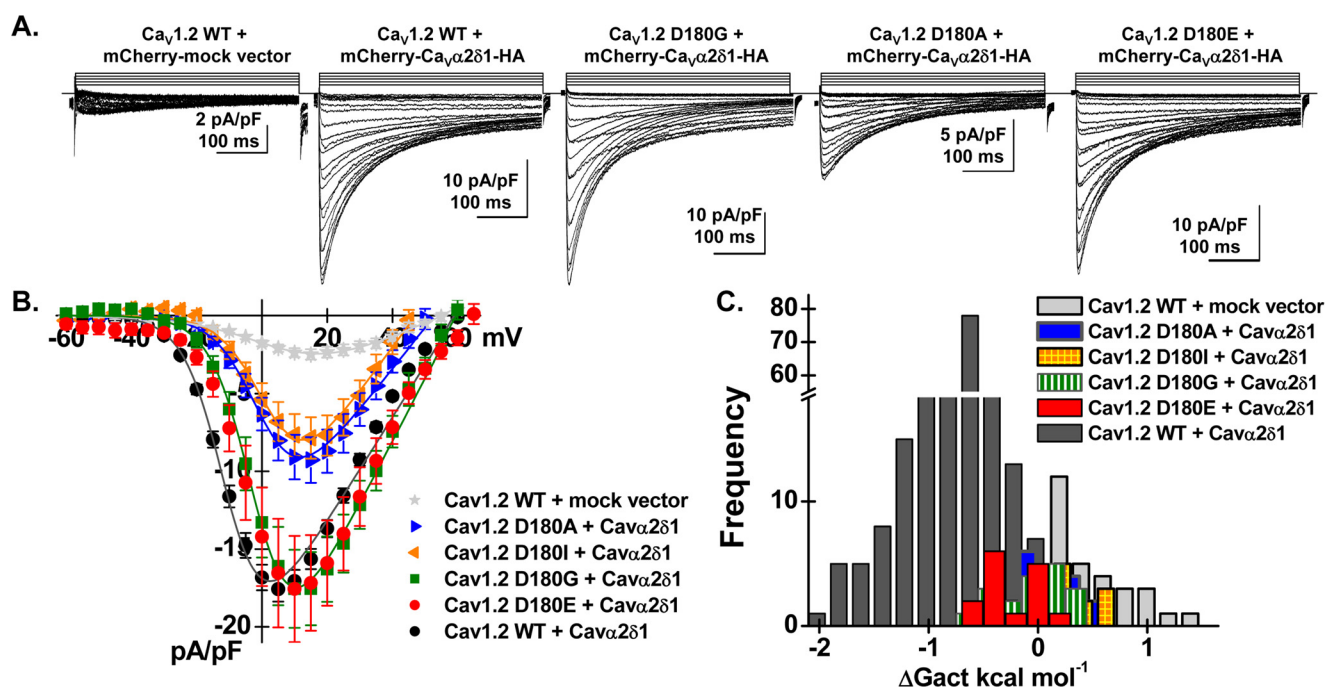 A.
CaV1.2 WT +
mCherry-mock vector
CaV1.2 WT +
mCherry-CaVα2δ1-HA
CaV1.2 D180G +
mCherry-CaVα2δ1-HA
CaV1.2 D180A +
mCherry-CaVα2δ1-HA
CaV1.2 D180E +
mCherry-CaVα2δ1-HA
2 pA/pF
100 ms
10 pA/pF
100 ms
10 pA/pF
100 ms
5 pA/pF
100 ms
10 pA/pF
100 ms
B.
-60
20
mV
-10
-20
pA/pF
Cav1.2 WT + mock vector
Cav1.2 D180A + Cavα2δ1
Cav1.2 D180I + Cavα2δ1
Cav1.2 D180G + Cavα2δ1
Cav1.2 D180E + Cavα2δ1
Cav1.2 WT + Cavα2δ1
C.
Frequency
80
70
60
10
0
-2
-1
0
1
ΔGact kcal mol⁻¹
Cav1.2 WT + mock vector
Cav1.2 D180A + Cavα2δ1
Cav1.2 D180I + Cavα2δ1
Cav1.2 D180G + Cavα2δ1
Cav1.2 D180E + Cavα2δ1
Cav1.2 WT + Cavα2δ1